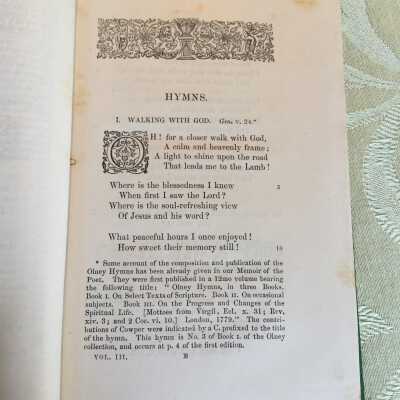 HYMNS.
I. WALKING WITH GOD. Gen. v. 24.*
OH! for a closer walk with God,
A calm and heavenly frame;
A light to shine upon the road
That leads me to the Lamb!
Where is the blessedness I knew 5
When first I saw the Lord?
Where is the soul-refreshing view
Of Jesus and his word?
What peaceful hours I once enjoyed!
How sweet their memory still! 10
* Some account of the composition and publication of the
Olney Hymns has been already given in our Memoir of the
Poet. They were first published in a 12mo volume bearing
the following title: "Olney Hymns, in three Books.
Book I. On Select Texts of Scripture. Book II. On occasional
subjects. Book III. On the Progress and Changes of the
Spiritual Life. [Mottoes from Virgil, Ecl. x. 31; Rev.
xiv. 3; and 2 Cor. vi. 10.] London, 1779." The contri-
butions of Cowper were indicated by a C. prefixed to the title
of the hymn. This hymn is No. 3 of Book I. of the Olney
collection, and occurs at p. 4 of the first edition.
VOL. III. B